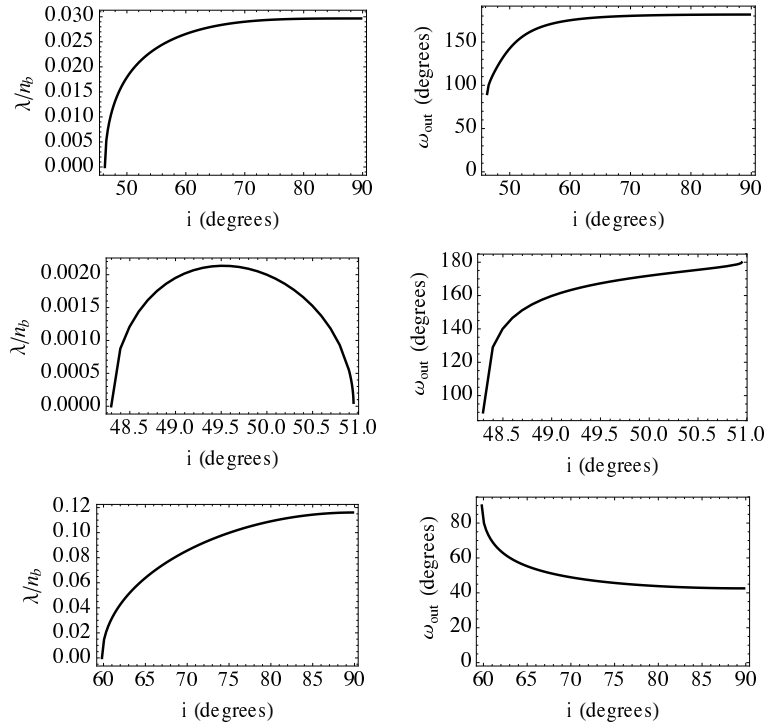 0.030
0.025
0.020
0.015
0.010
0.005
0.000
λ/n_b
50 60 70 80 90
i (degrees)
150
100
50
0
ω_out (degrees)
50 60 70 80 90
i (degrees)
0.0020
0.0015
0.0010
0.0005
0.0000
λ/n_b
48.5 49.0 49.5 50.0 50.5 51.0
i (degrees)
180
160
140
120
100
ω_out (degrees)
48.5 49.0 49.5 50.0 50.5 51.0
i (degrees)
0.12
0.10
0.08
0.06
0.04
0.02
0.00
λ/n_b
60 65 70 75 80 85 90
i (degrees)
80
60
40
20
0
ω_out (degrees)
60 65 70 75 80 85 90
i (degrees)